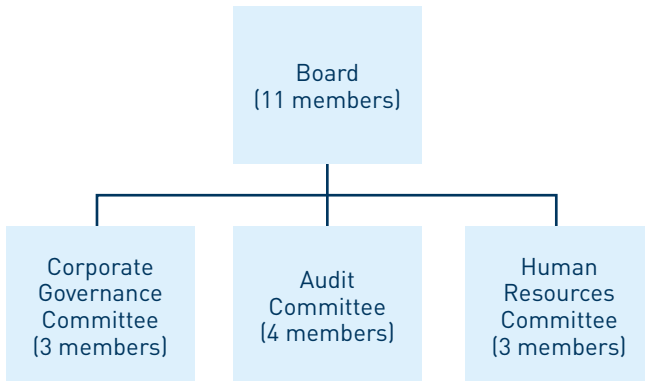 Board
(11 members)
Corporate
Governance
Committee
(3 members)
Audit
Committee
(4 members)
Human
Resources
Committee
(3 members)